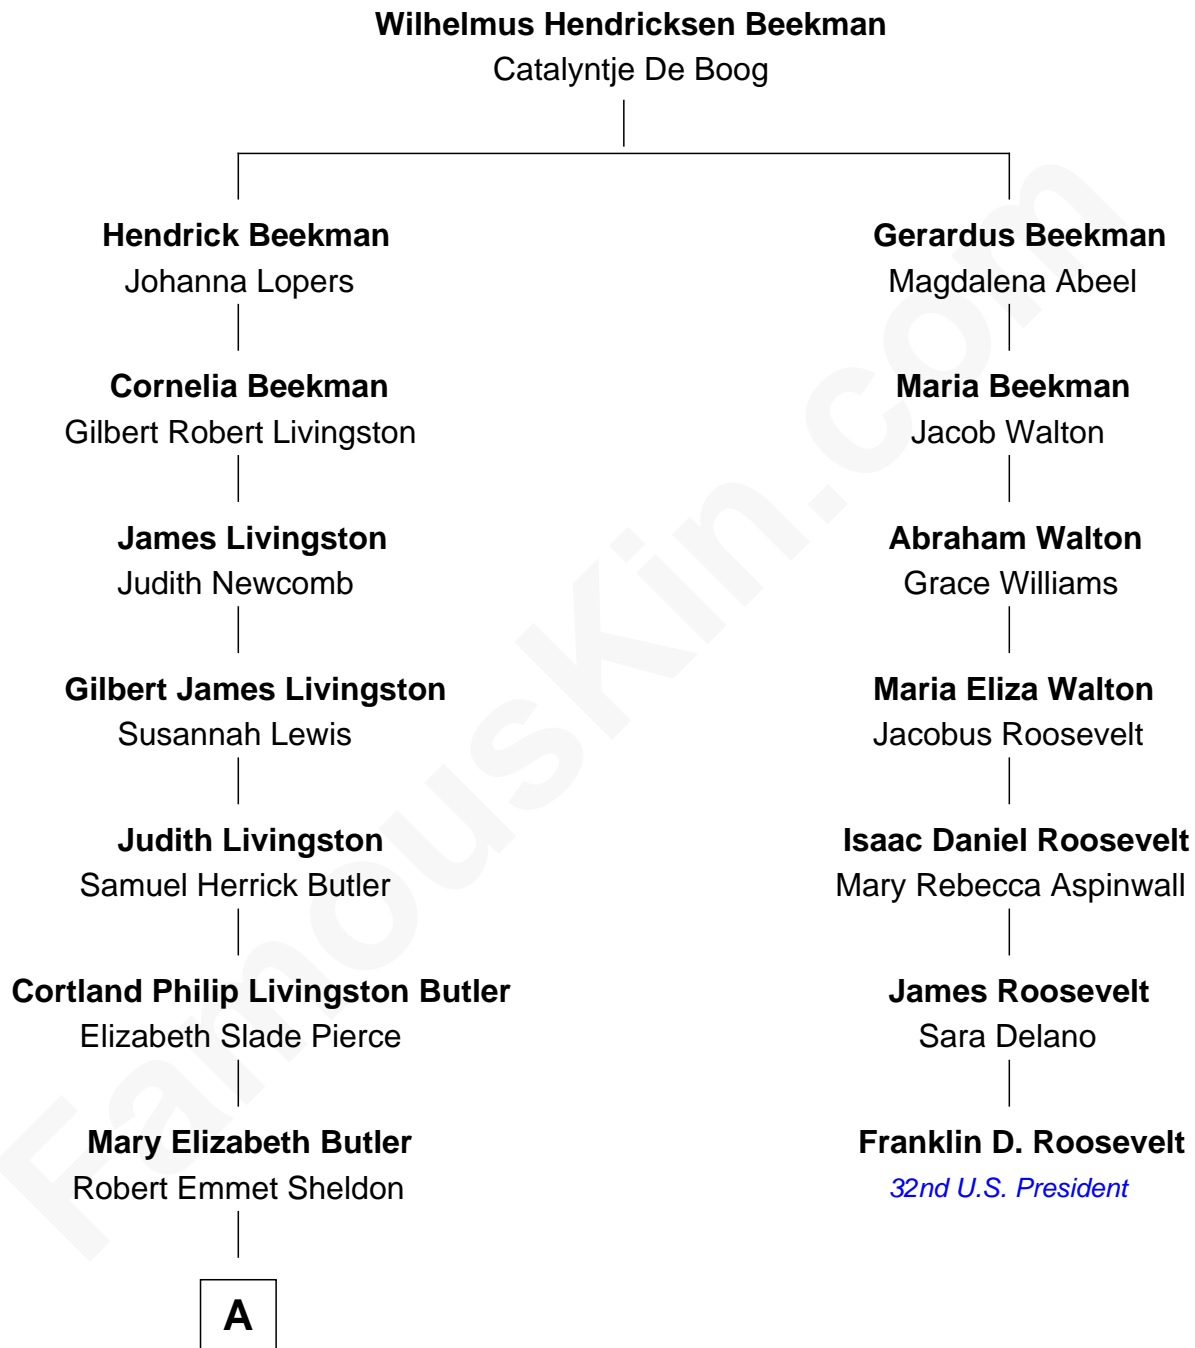 Wilhelmus Hendricksen Beekman
Catalyntje De Boog
Hendrick Beekman
Johanna Lopers
Cornelia Beekman
Gilbert Robert Livingston
James Livingston
Judith Newcomb
Gilbert James Livingston
Susannah Lewis
Judith Livingston
Samuel Herrick Butler
Cortland Philip Livingston Butler
Elizabeth Slade Pierce
Mary Elizabeth Butler
Robert Emmet Sheldon
A
Gerardus Beekman
Magdalena Abeel
Maria Beekman
Jacob Walton
Abraham Walton
Grace Williams
Maria Eliza Walton
Jacobus Roosevelt
Isaac Daniel Roosevelt
Mary Rebecca Aspinwall
James Roosevelt
Sara Delano
Franklin D. Roosevelt
32nd U.S. President
FamousKin.com